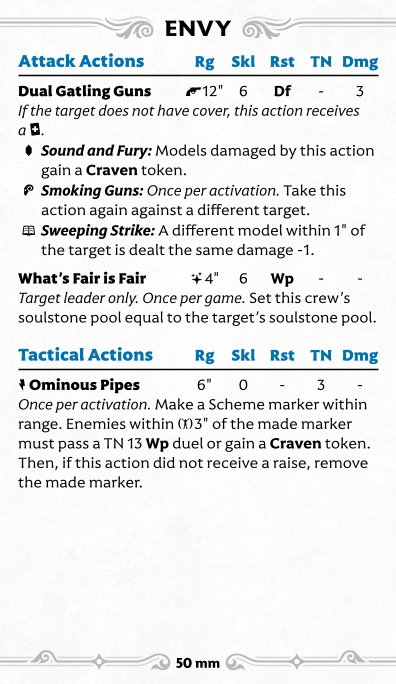 ENVY
Attack Actions Rg Skl Rst TN Dmg
Dual Gatling Guns 12" 6 Df - 3
If the target does not have cover, this action receives
a .
Sound and Fury: Models damaged by this action
gain a Craven token.
Smoking Guns: Once per activation. Take this
action again against a different target.
Sweeping Strike: A different model within 1" of
the target is dealt the same damage -1.
What's Fair is Fair 4" 6 Wp - -
Target leader only. Once per game. Set this crew's
soulstone pool equal to the target's soulstone pool.
Tactical Actions Rg Skl Rst TN Dmg
Ominous Pipes 6" 0 - 3 -
Once per activation. Make a Scheme marker within
range. Enemies within 3" of the made marker
must pass a TN 13 Wp duel or gain a Craven token.
Then, if this action did not receive a raise, remove
the made marker.
50 mm